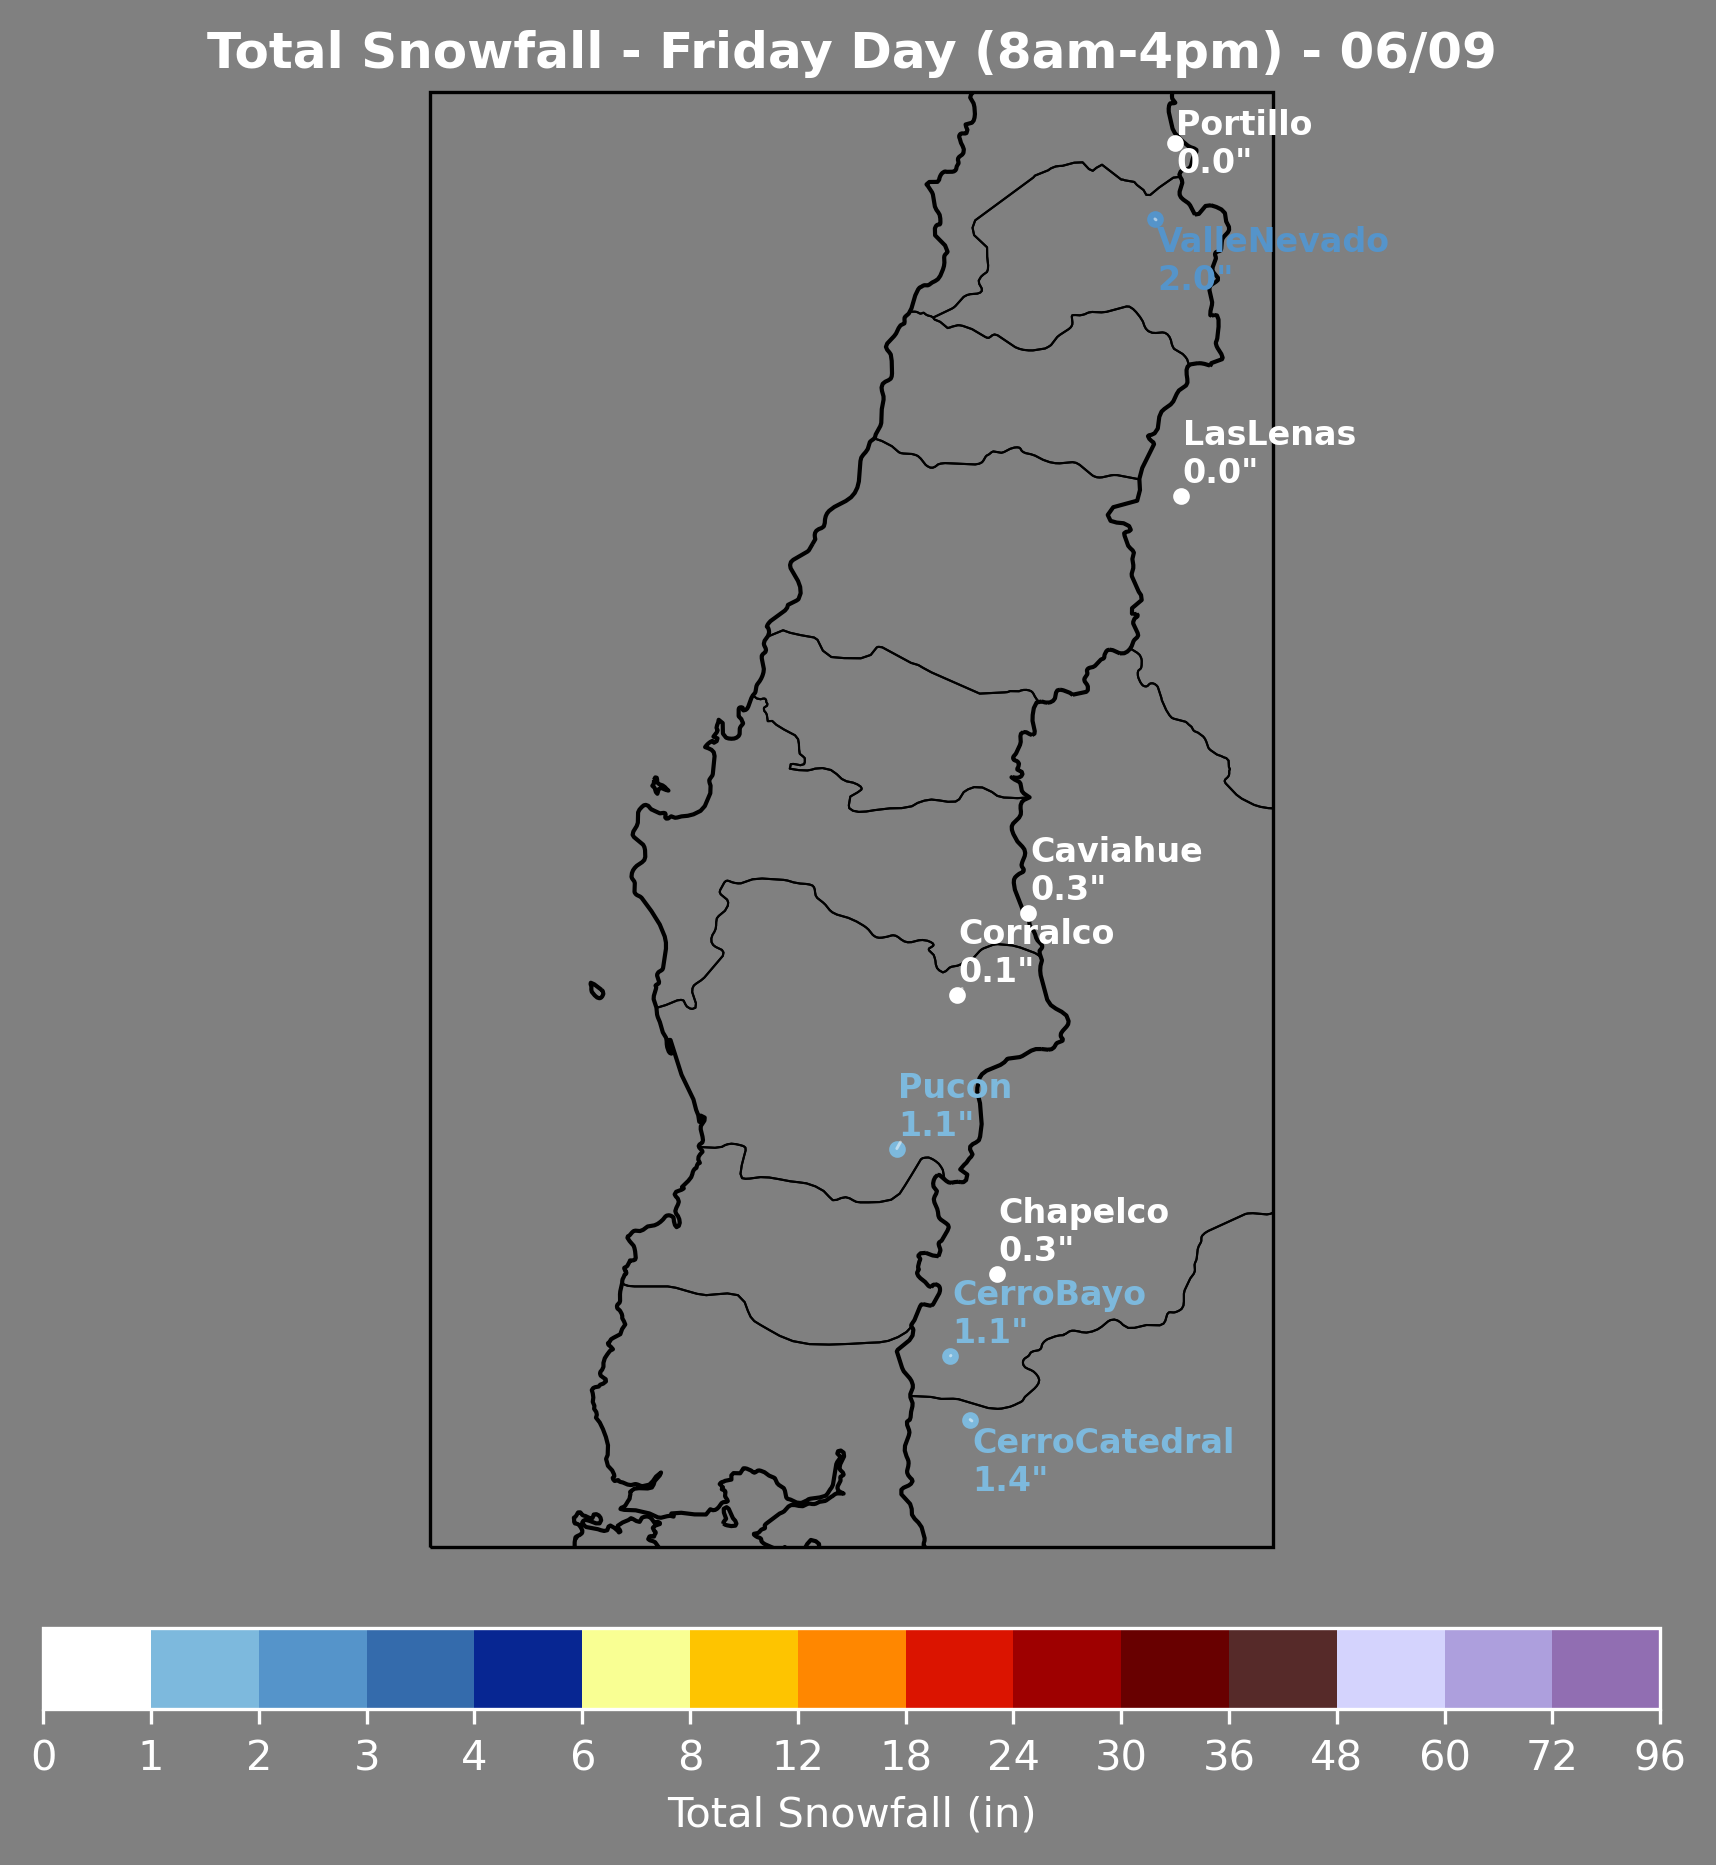 Total Snowfall - Friday Day (8am-4pm) - 06/09
Portillo
0.0"
ValleNevado
2.0"
LasLenas
0.0"
Caviahue
0.3"
Corralco
0.1"
Pucon
1.1"
Chapelco
0.3"
CerroBayo
1.1"
CerroCatedral
1.4"
0 1 2 3 4 6 8 12 18 24 30 36 48 60 72 96
Total Snowfall (in)